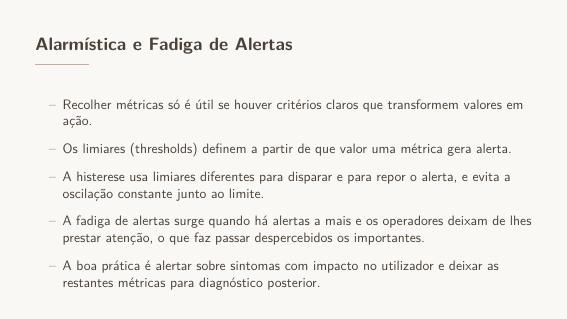 Alarmística e Fadiga de Alertas
– Recolher métricas só é útil se houver critérios claros que transformem valores em
ação.
– Os limiares (thresholds) definem a partir de que valor uma métrica gera alerta.
– A histerese usa limiares diferentes para disparar e para repor o alerta, e evita a
oscilação constante junto ao limite.
– A fadiga de alertas surge quando há alertas a mais e os operadores deixam de lhes
prestar atenção, o que faz passar despercebidos os importantes.
– A boa prática é alertar sobre sintomas com impacto no utilizador e deixar as
restantes métricas para diagnóstico posterior.